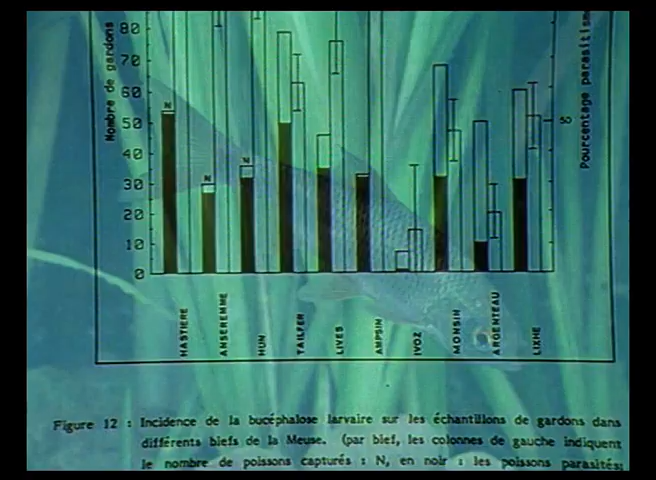 80
70
60
50
40
30
20
10
0
Nombre de gardons
N
N
N
50
Pourcentage parasitism
HASTIERE
ANSEREMME
HUN
TAILFER
LIVES
AMPSIN
IVOZ
MONSIN
ARGENTEAU
LIXHE
Figure 12 : Incidence de la bucéphalose larvaire sur les échantillons de gardons dans
différents biefs de la Meuse. (par bief, les colonnes de gauche indiquent
le nombre de poissons capturés : N, en noir : les poissons parasités;